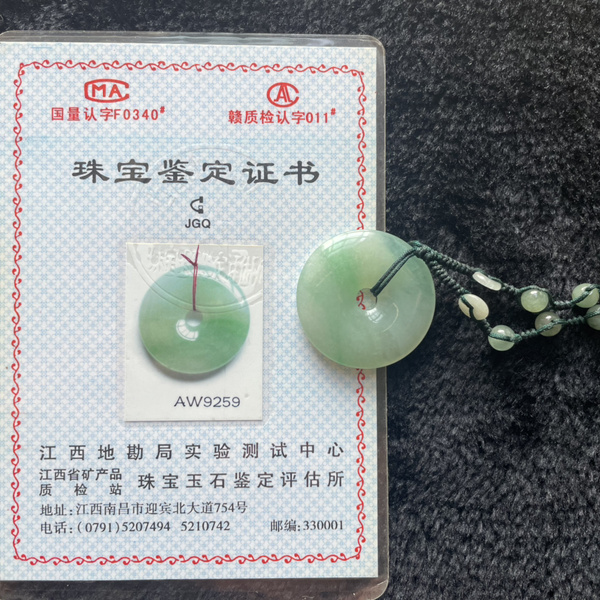 CMA
国量认字F0340#
CAL
赣质检认字011#
珠宝鉴定证书
JGQ
AW9259
江西地勘局实验测试中心
江西省矿产品
质检站
珠宝玉石鉴定评估所
地址:江西南昌市迎宾北大道754号
电话:(0791)5207494 5210742 邮编:330001